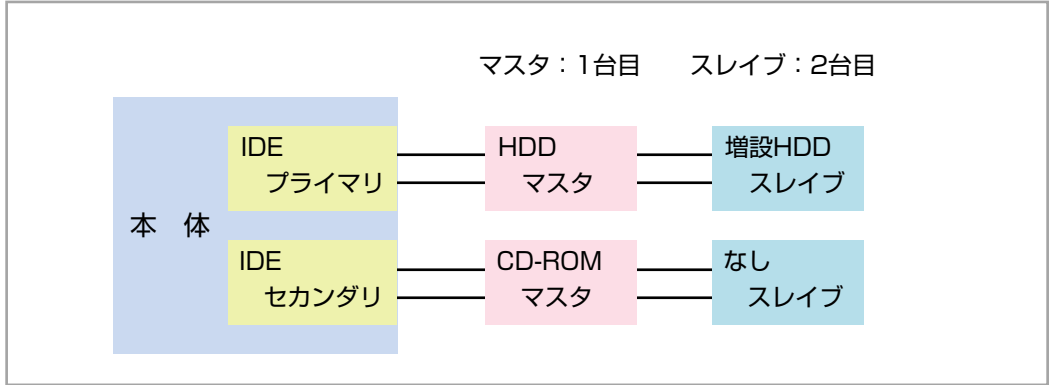 マスタ：1台目　スレイブ：2台目
本　体
IDE
プライマリ
HDD
マスタ
増設HDD
スレイブ
IDE
セカンダリ
CD-ROM
マスタ
なし
スレイブ